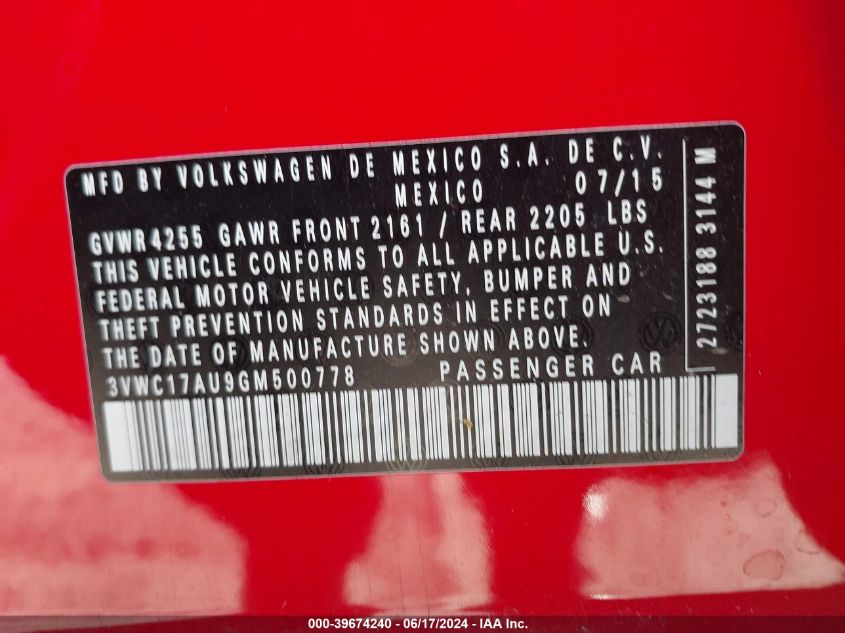 MFD BY VOLKSWAGEN DE MEXICO S.A. DE C.V.
MEXICO 07/15
GVWR 4255 GAWR FRONT 2161 / REAR 2205 LBS
THIS VEHICLE CONFORMS TO ALL APPLICABLE U.S.
FEDERAL MOTOR VEHICLE SAFETY, BUMPER AND
THEFT PREVENTION STANDARDS IN EFFECT ON
THE DATE OF MANUFACTURE SHOWN ABOVE.
3VWC17AU9GM500778 PASSENGER CAR
2723188 3144 M
000-39674240 - 06/17/2024 - IAA Inc.